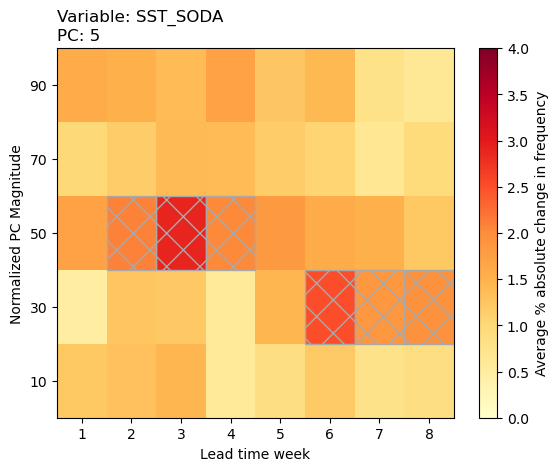 Variable: SST_SODA
PC: 5
Normalized PC Magnitude
90
70
50
30
10
1 2 3 4 5 6 7 8
Lead time week
4.0
3.5
3.0
2.5
2.0
1.5
1.0
0.5
0.0
Average % absolute change in frequency